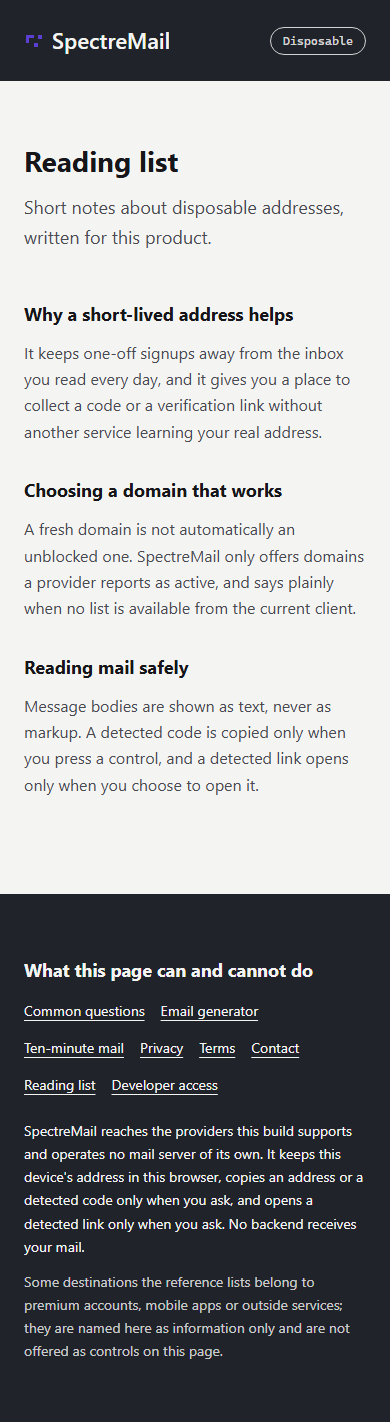 SpectreMail
Disposable
Reading list
Short notes about disposable addresses,
written for this product.
Why a short-lived address helps
It keeps one-off signups away from the inbox
you read every day, and it gives you a place to
collect a code or a verification link without
another service learning your real address.
Choosing a domain that works
A fresh domain is not automatically an
unblocked one. SpectreMail only offers domains
a provider reports as active, and says plainly
when no list is available from the current client.
Reading mail safely
Message bodies are shown as text, never as
markup. A detected code is copied only when
you press a control, and a detected link opens
only when you choose to open it.
What this page can and cannot do
Common questions Email generator
Ten-minute mail Privacy Terms Contact
Reading list Developer access
SpectreMail reaches the providers this build supports
and operates no mail server of its own. It keeps this
device's address in this browser, copies an address or a
detected code only when you ask, and opens a
detected link only when you ask. No backend receives
your mail.
Some destinations the reference lists belong to
premium accounts, mobile apps or outside services;
they are named here as information only and are not
offered as controls on this page.